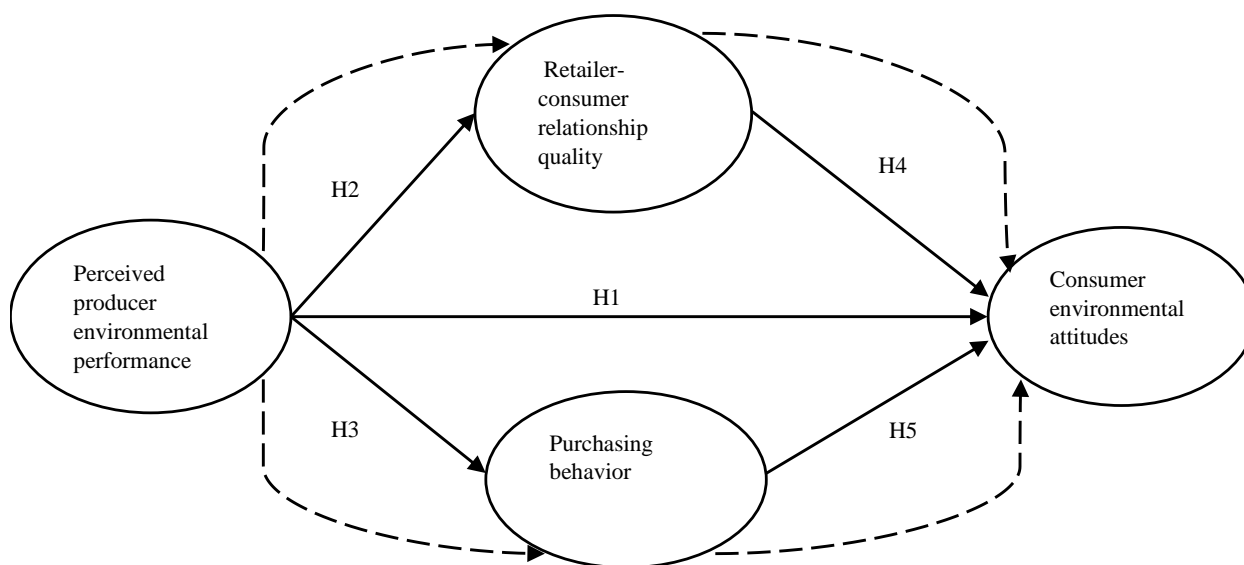 Retailer-
consumer
relationship
quality
H2
H4
Perceived
producer
environmental
performance
H1
Consumer
environmental
attitudes
H3
Purchasing
behavior
H5